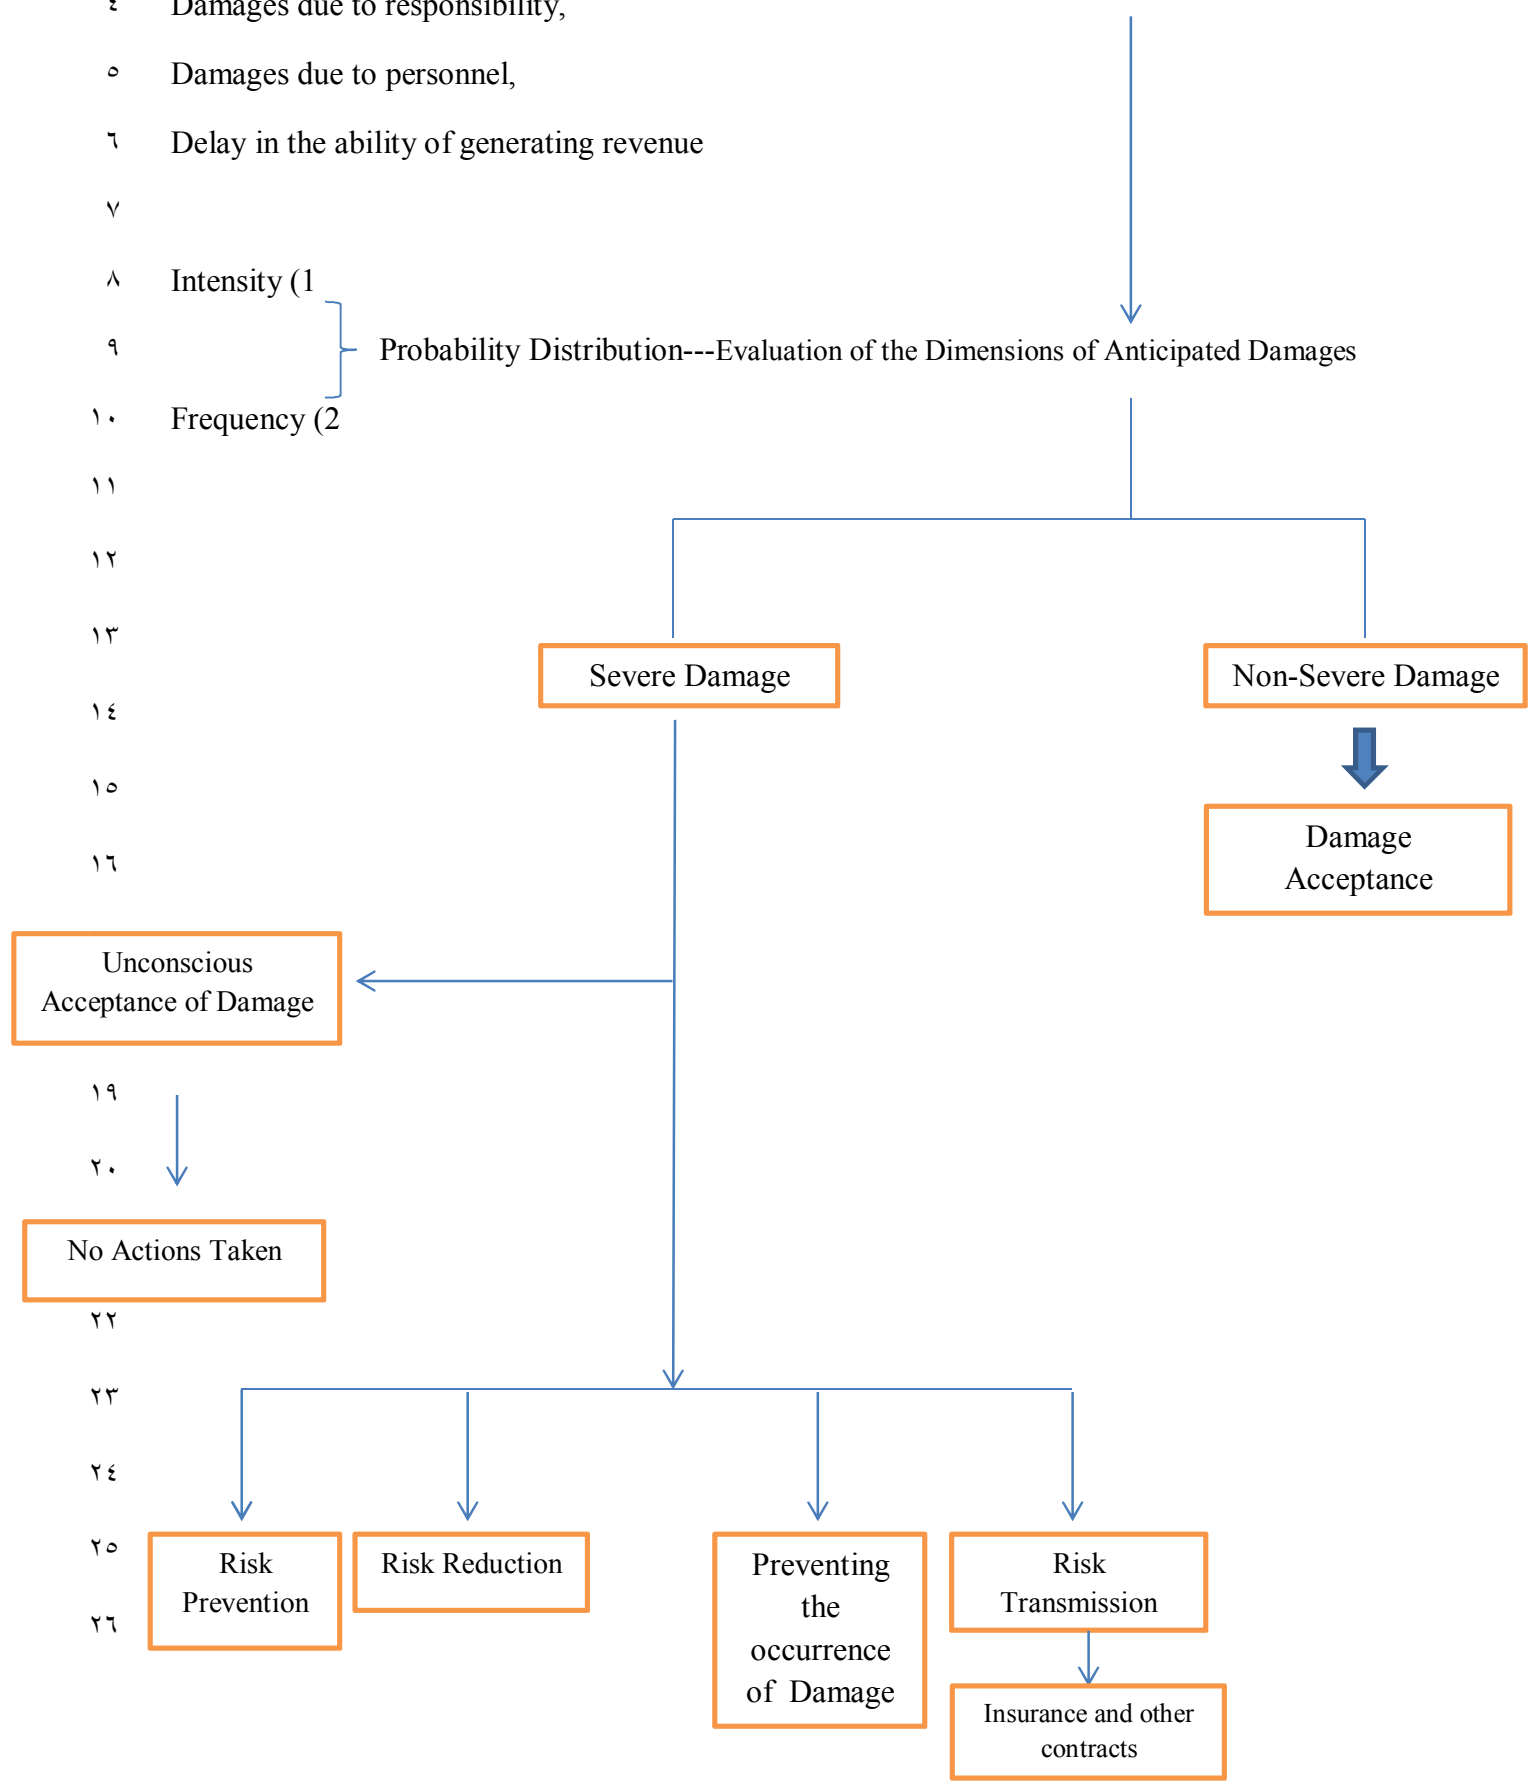 ٤ Damages due to responsibility,
٥ Damages due to personnel,
٦ Delay in the ability of generating revenue
٧
٨ Intensity (1
٩ Probability Distribution---Evaluation of the Dimensions of Anticipated Damages
١٠ Frequency (2
١١
١٢
١٣
Severe Damage
Non-Severe Damage
١٤
١٥
Damage
Acceptance
١٦
Unconscious
Acceptance of Damage
١٩
٢٠
No Actions Taken
٢٢
٢٣
٢٤
٢٥
Risk
Prevention
Risk Reduction
Preventing
the
occurrence
of Damage
Risk
Transmission
٢٦
Insurance and other
contracts